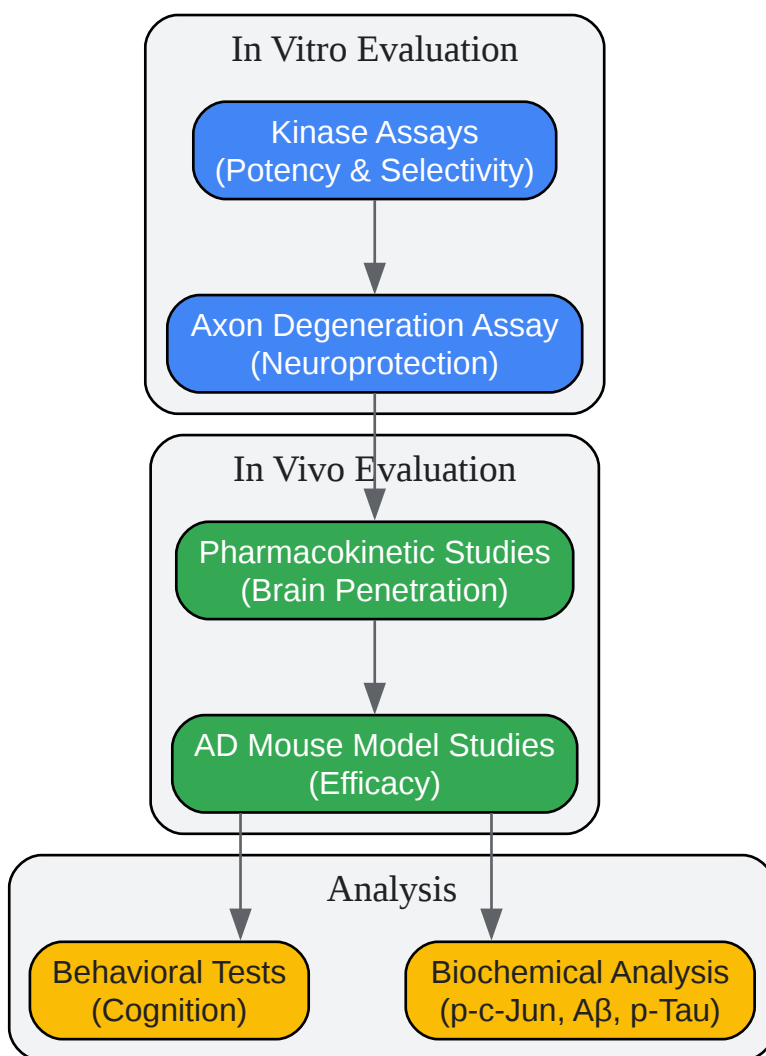 In Vitro Evaluation
Kinase Assays
(Potency & Selectivity)
Axon Degeneration Assay
(Neuroprotection)
In Vivo Evaluation
Pharmacokinetic Studies
(Brain Penetration)
AD Mouse Model Studies
(Efficacy)
Analysis
Behavioral Tests
(Cognition)
Biochemical Analysis
(p-c-Jun, Aβ, p-Tau)